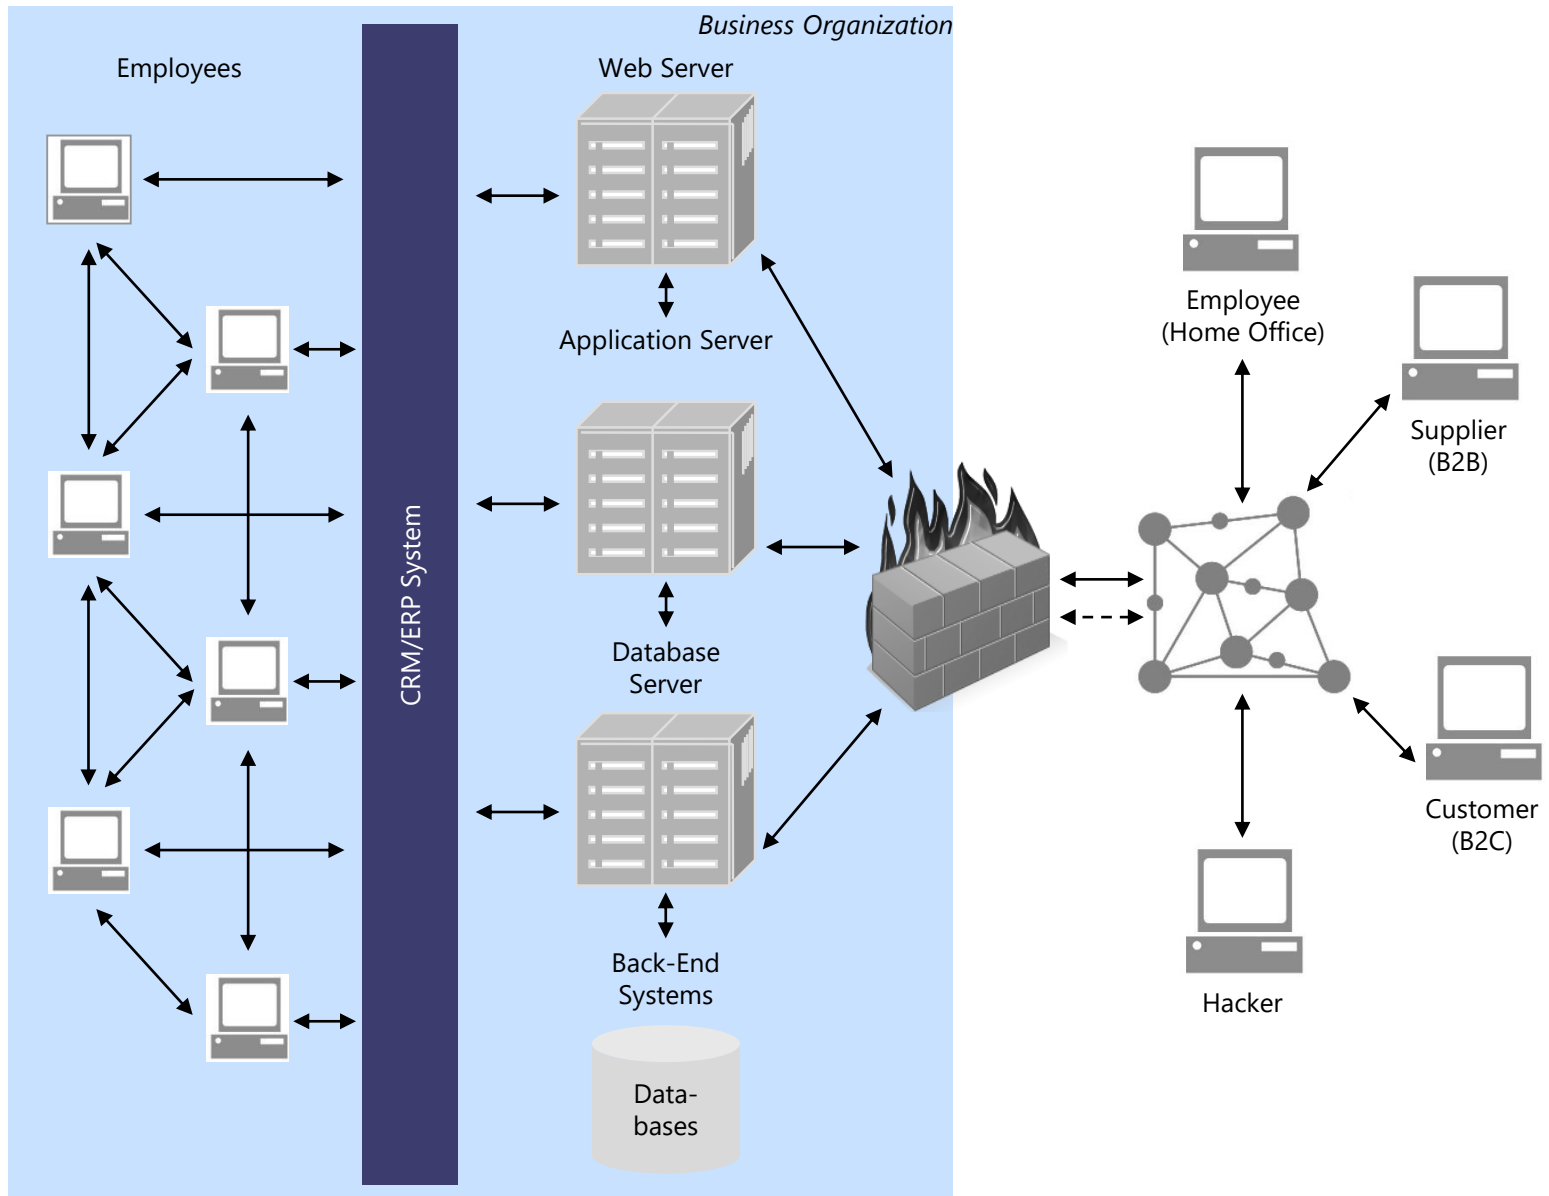 Business Organization
Employees
Web Server
Application Server
Database
Server
Back-End
Systems
Data-
bases
CRM/ERP System
Employee
(Home Office)
Supplier
(B2B)
Customer
(B2C)
Hacker